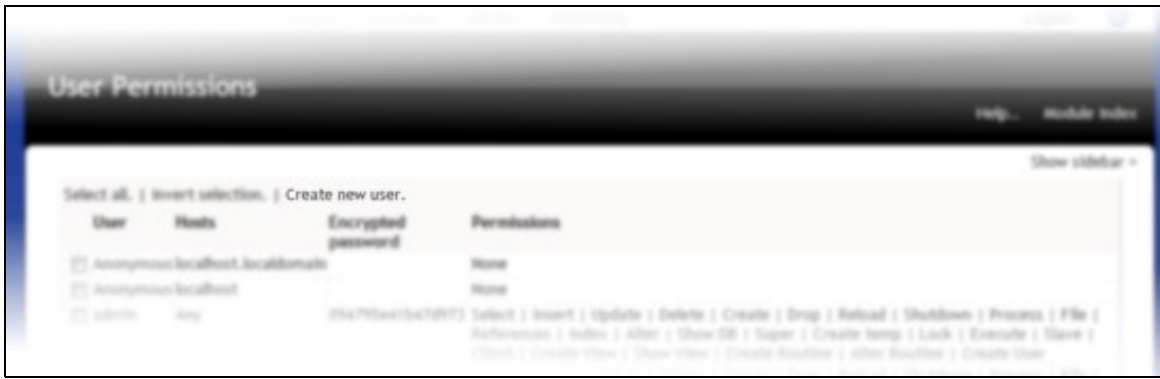 User Permissions
Help... Module Index
Show sidebar
Select all. | Invert selection. | Create new user.
User Hosts Encrypted password Permissions
Anonymous localhost.localdomain None
Anonymous localhost None
admin Any Select | Insert | Update | Delete | Create | Drop | Reload | Shutdown | Process | File |
References | Index | Alter | Show DB | Super | Create temp | Lock | Execute | Slave |
Client | Create View | Show View | Create Routine | Alter Routine | Create User